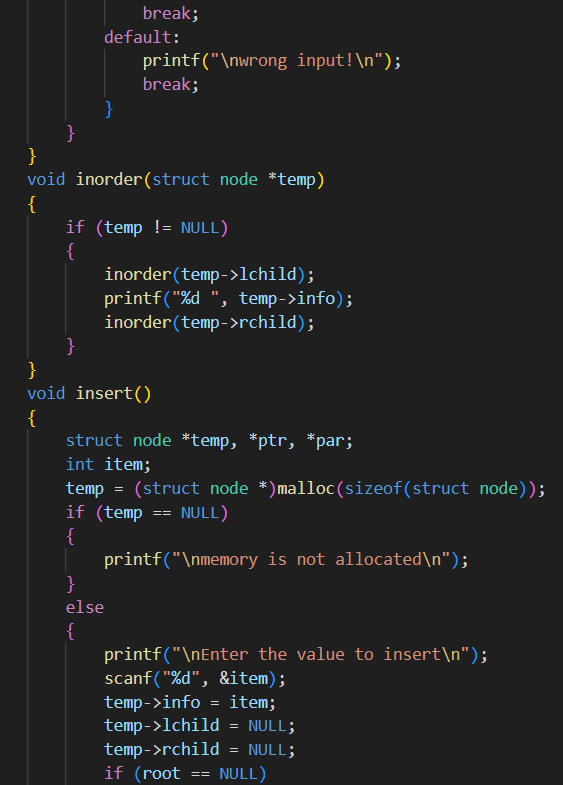 break;
default:
printf("\nwrong input!\n");
break;
}
}
}
void inorder(struct node *temp)
{
if (temp != NULL)
{
inorder(temp->lchild);
printf("%d ", temp->info);
inorder(temp->rchild);
}
}
void insert()
{
struct node *temp, *ptr, *par;
int item;
temp = (struct node *)malloc(sizeof(struct node));
if (temp == NULL)
{
printf("\nmemory is not allocated\n");
}
else
{
printf("\nEnter the value to insert\n");
scanf("%d", &item);
temp->info = item;
temp->lchild = NULL;
temp->rchild = NULL;
if (root == NULL)